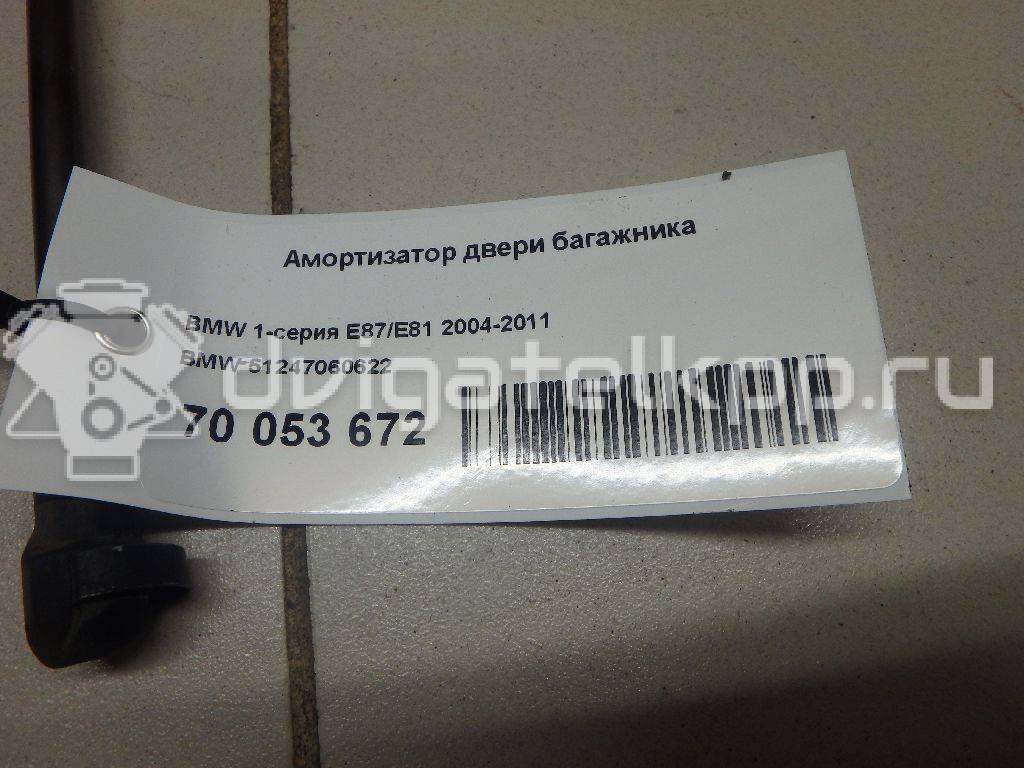 Амортизатор двери багажника
BMW 1-серия E87/E81 2004-2011
BMW-51247060622
70 053 672
dvigatelkop.ru